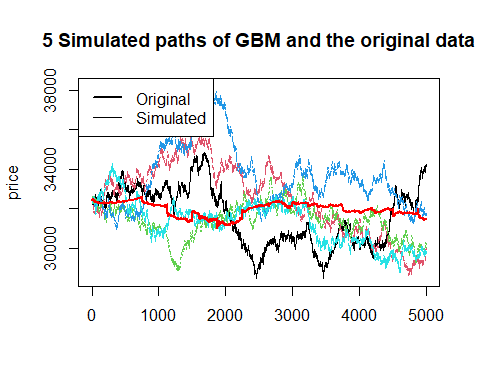 5 Simulated paths of GBM and the original data
38000
34000
30000
price
Original
Simulated
0 1000 2000 3000 4000 5000